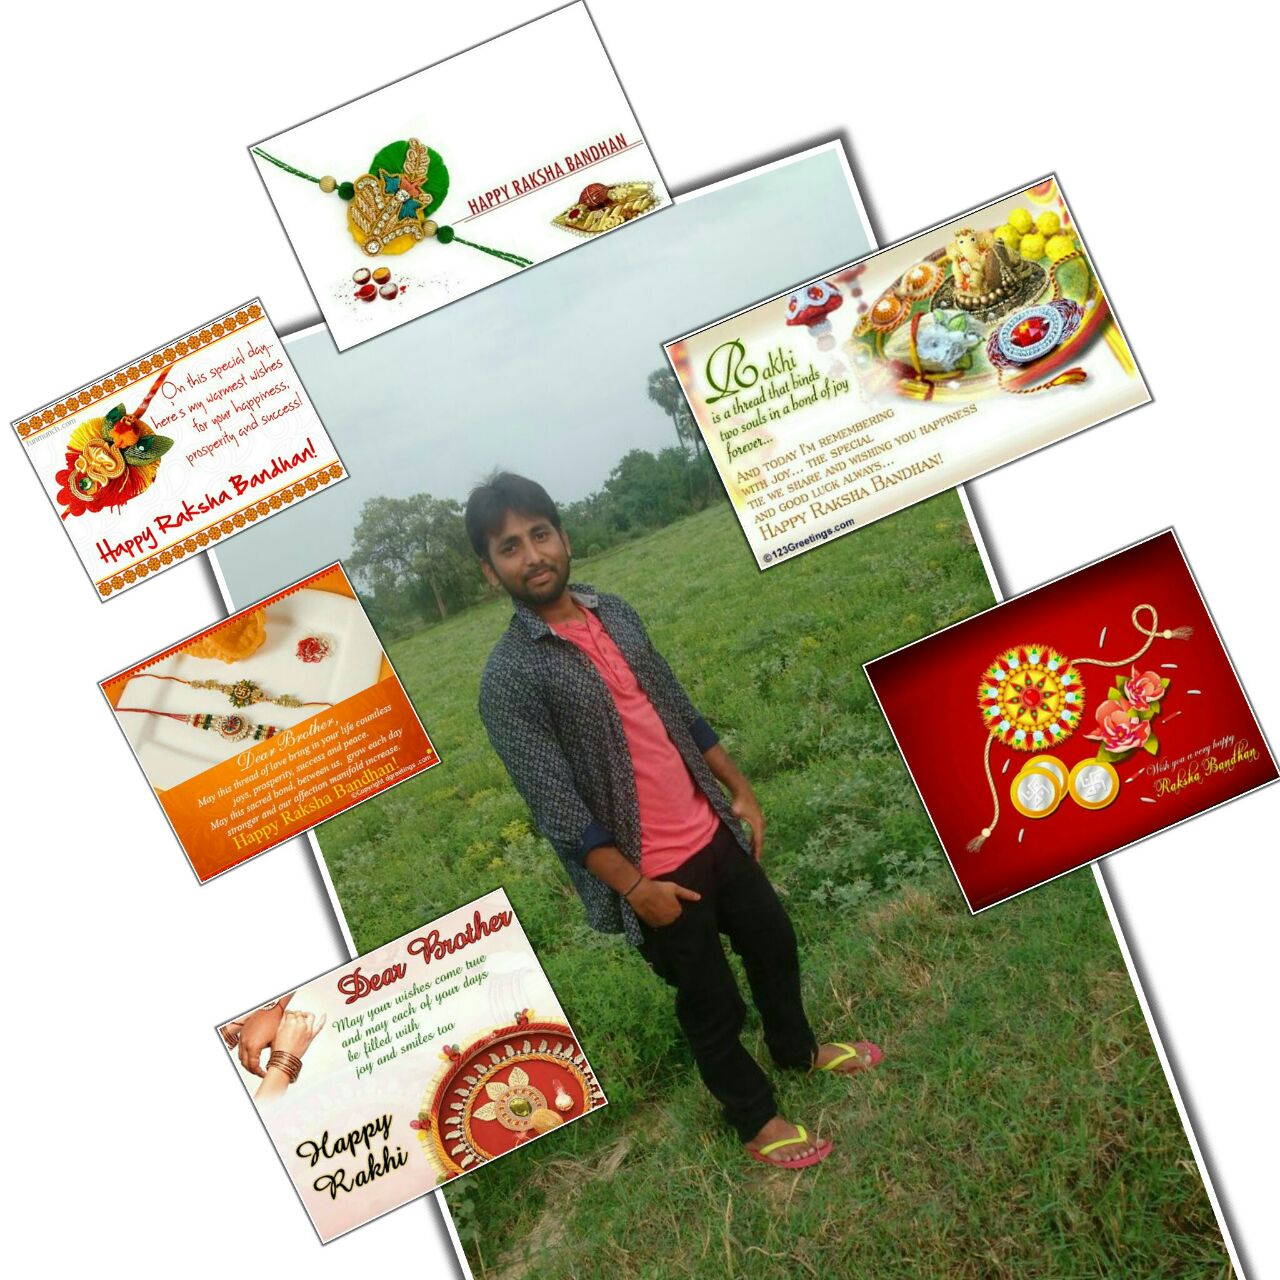 HAPPY RAKSHA BANDHAN
funmunch.com
On this special day...
here's my warmest wishes
for your happiness,
prosperity and success!
Happy Raksha Bandhan!
Rakhi
is a thread that binds
two souls in a bond of joy
forever...
AND TODAY I'M REMEMBERING
WITH JOY... THE SPECIAL
TIE WE SHARE AND WISHING YOU HAPPINESS
AND GOOD LUCK ALWAYS...
HAPPY RAKSHA BANDHAN!
©123Greetings.com
Dear Brother,
May this thread of love bring in your life countless
joys, prosperity, success and peace.
May this sacred bond, between us, grow each day
stronger and our affection manifold increase.
Happy Raksha Bandhan!
©Copyright dgreetings.com
Wish you a very happy
Raksha Bandhan
Dear Brother
May your wishes come true
and may each of your days
be filled with
joy and smiles too
Happy
Rakhi